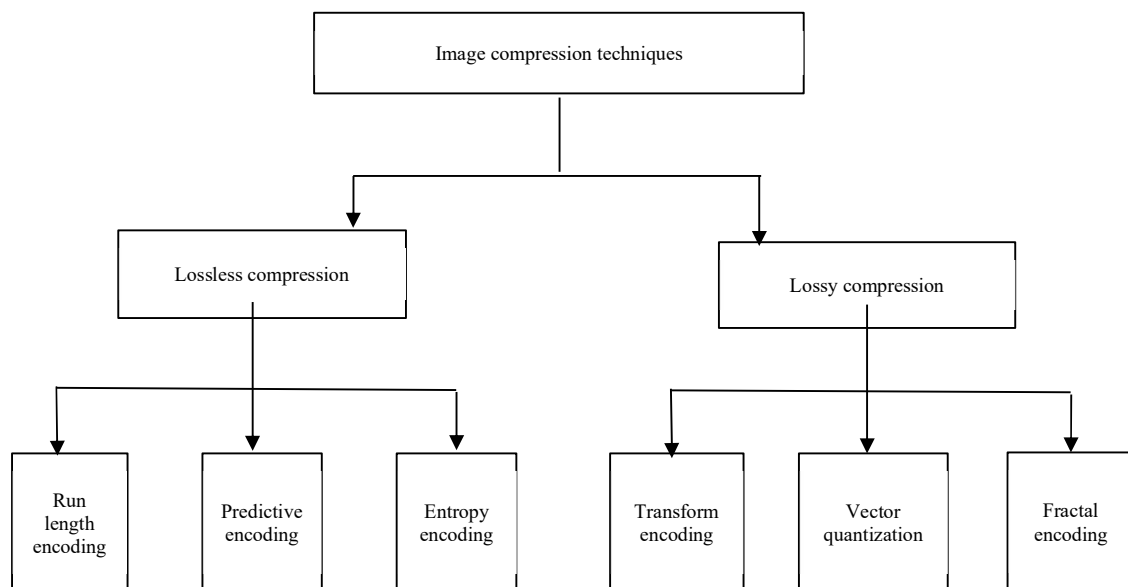 Image compression techniques
Lossless compression
Lossy compression
Run
length
encoding
Predictive
encoding
Entropy
encoding
Transform
encoding
Vector
quantization
Fractal
encoding